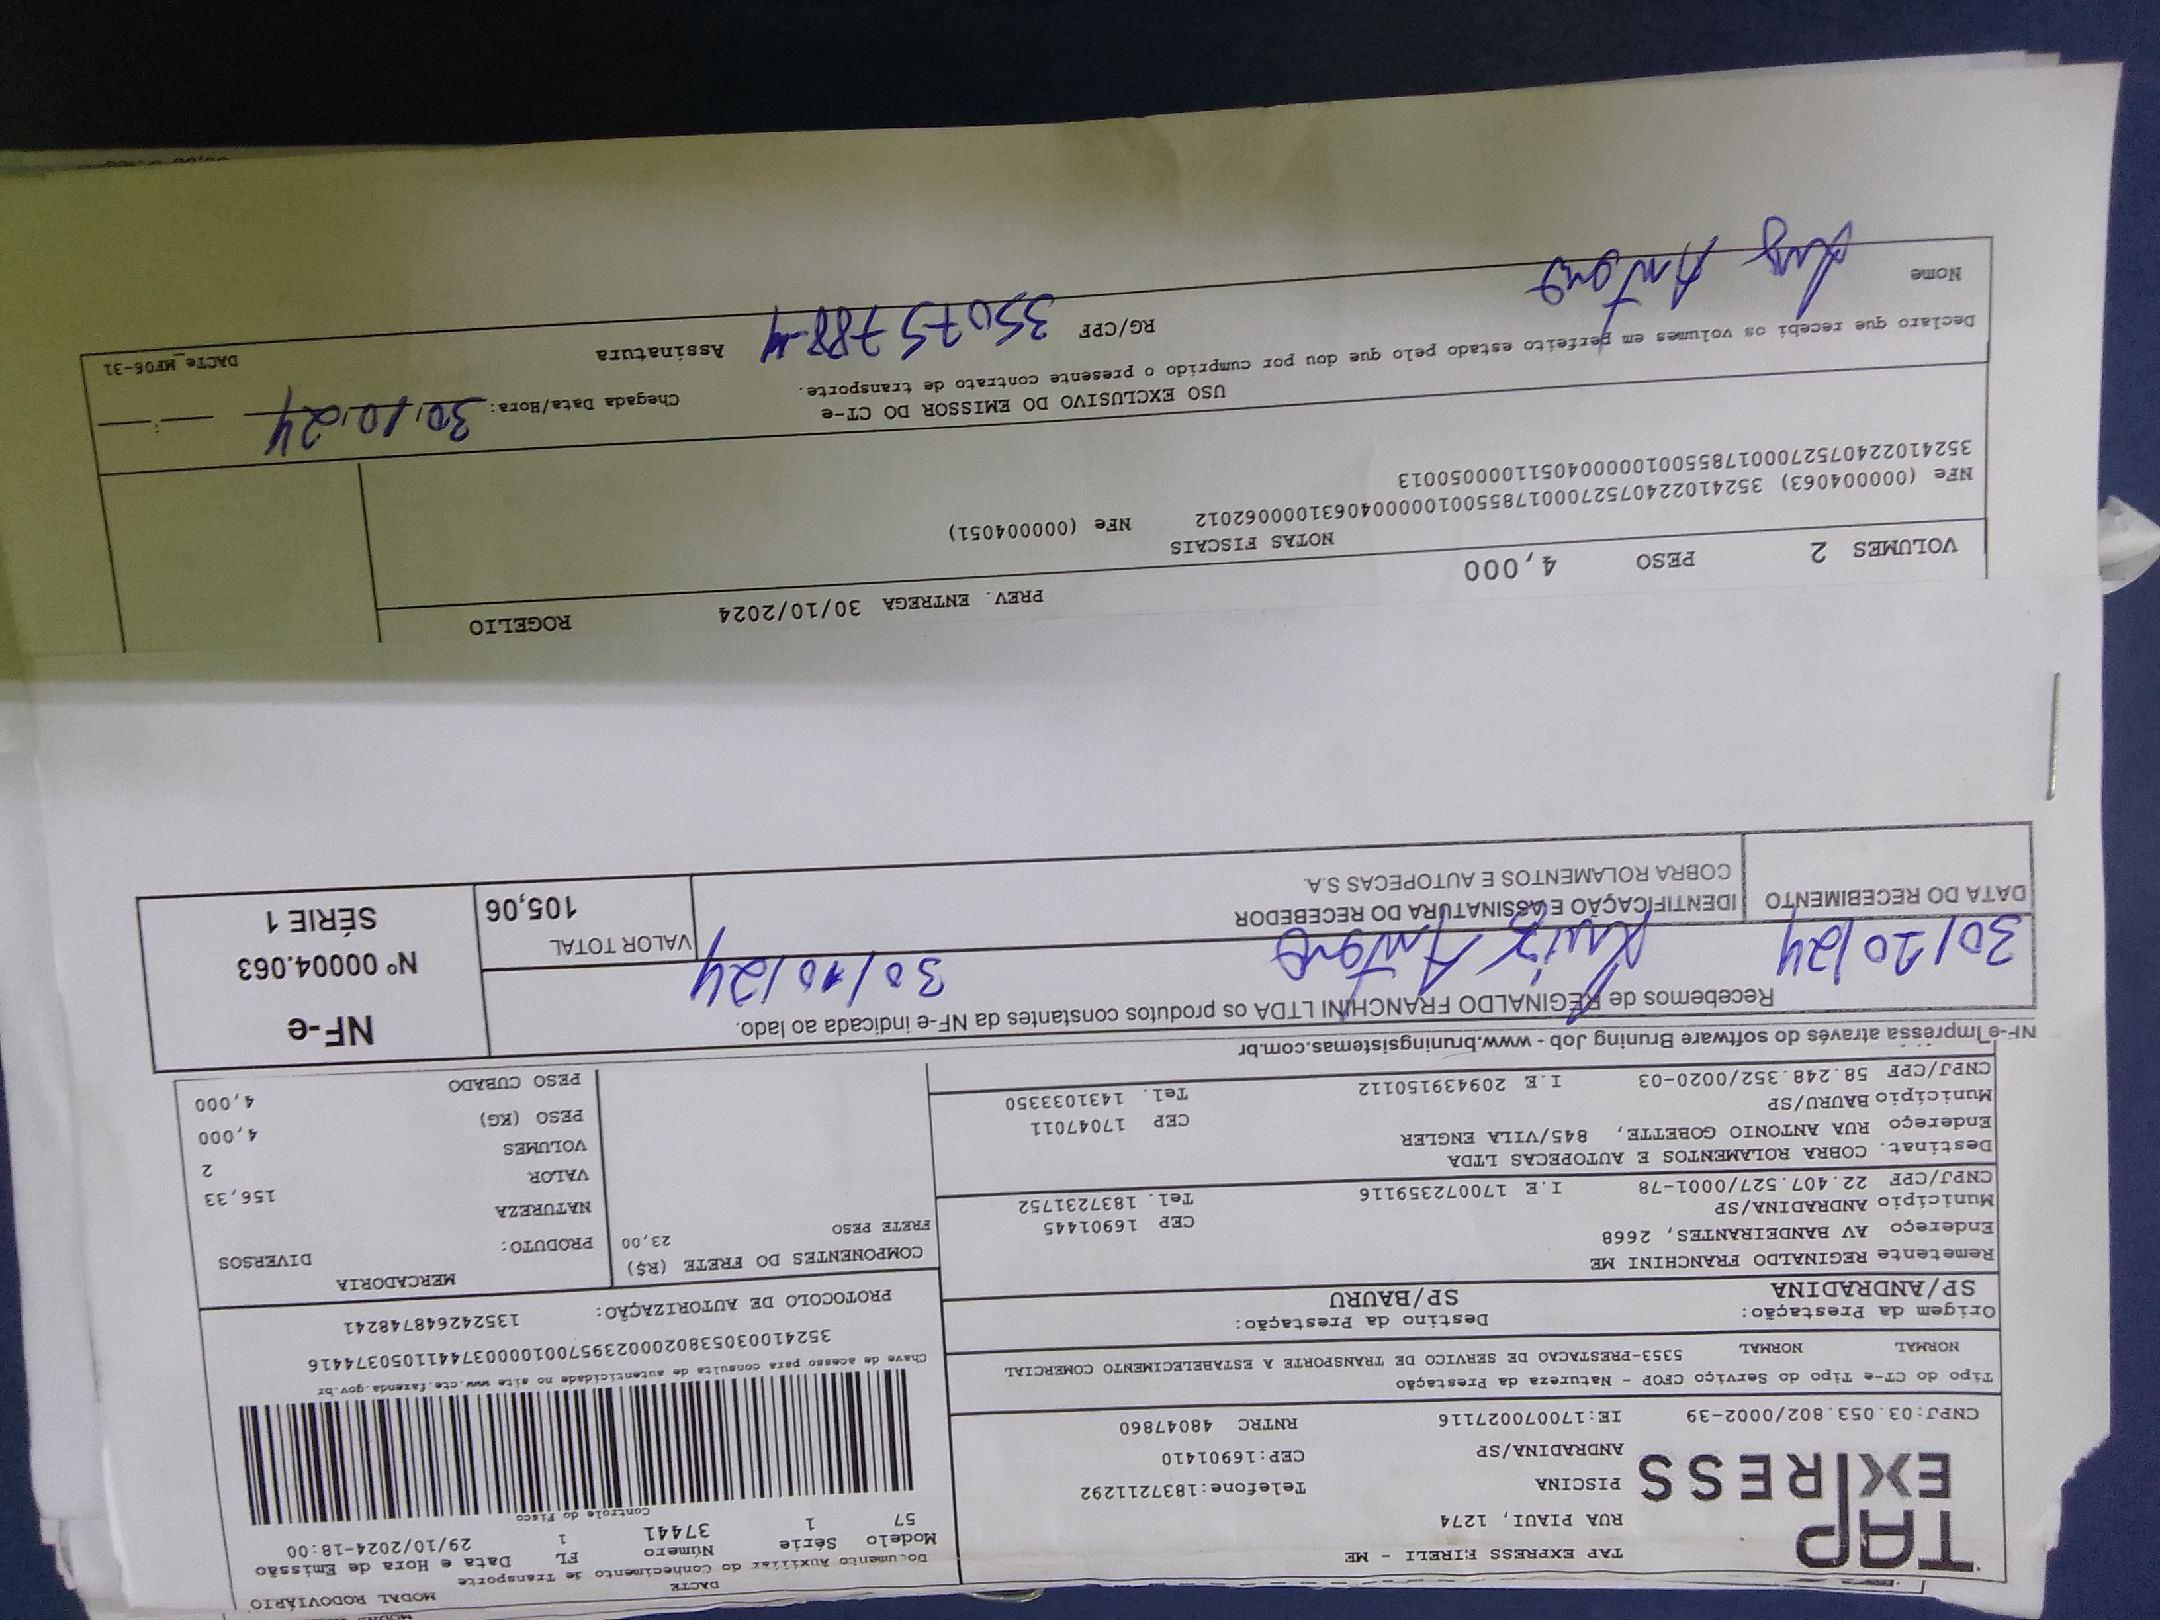 MODAL RODOVIÁRIO
DACTE
Documento Auxiliar do Conhecimento de Transporte
Modelo Série Número FL Data e Hora de Emissão
57 1 37441 1 29/10/2024-18:00
Controle do Fisco
TAP EXPRESS
TAP EXPRESS EIRELI - ME
RUA PIAUI, 1274
PISCINA Telefone:1837211292
ANDRADINA/SP CEP:16901410
CNPJ:03.053.802/0002-39 IE:170070027116 RNTRC 48047860
Chave de acesso para consulta de autenticidade no site www.cte.fazenda.gov.br
352410030538020002395700100003744111050374416
PROTOCOLO DE AUTORIZAÇÃO: 135242648748241
Tipo do CT-e Tipo do Serviço CFOP - Natureza da Prestação
NORMAL NORMAL 5353-PRESTACAO DE SERVICO DE TRANSPORTE A ESTABELECIMENTO COMERCIAL
Origem da Prestação: Destino da Prestação:
SP/ANDRADINA SP/BAURU
Remetente REGINALDO FRANCHINI ME
Endereço AV BANDEIRANTES, 2668 CEP 16901445
Município ANDRADINA/SP Tel. 1837231752
CNPJ/CPF 22.407.527/0001-78 I.E 170072359116
Destinat. COBRA ROLAMENTOS E AUTOPECAS LTDA
Endereço RUA ANTONIO GOBETTE, 845/VILA ENGLER CEP 17047011
Município BAURU/SP Tel. 1431033350
CNPJ/CPF 58.248.352/0020-03 I.E 209439150112
COMPONENTES DO FRETE (R$)
FRETE PESO 23,00
MERCADORIA
PRODUTO: DIVERSOS
NATUREZA
VALOR 156,33
VOLUMES 2
PESO (KG) 4,000
PESO CUBADO 4,000
NF-e Impressa através do software Bruning Job - www.bruningsistemas.com.br
Recebemos de REGINALDO FRANCHINI LTDA os produtos constantes da NF-e indicada ao lado.
NF-e
Nº 00004.063
SÉRIE 1
30/20/24 Luiz Antonio 30/10/24
DATA DO RECEBIMENTO
IDENTIFICAÇÃO E ASSINATURA DO RECEBEDOR
COBRA ROLAMENTOS E AUTOPECAS S.A.
VALOR TOTAL
105,06
PREV. ENTREGA 30/10/2024 ROGELIO
VOLUMES 2 PESO 4,000
NOTAS FISCAIS
NFe (000004063) 35241022407527000178550010000040631000062012 NFe (000004051)
35241022407527000178550010000040511000050013
USO EXCLUSIVO DO EMISSOR DO CT-e
Chegada Data/Hora: 30/10/24
Declaro que recebi os volumes em perfeito estado pelo que dou por cumprido o presente contrato de transporte.
Nome Luiz Antonio RG/CPF 35075788-4 Assinatura
DACTe_MF06-31